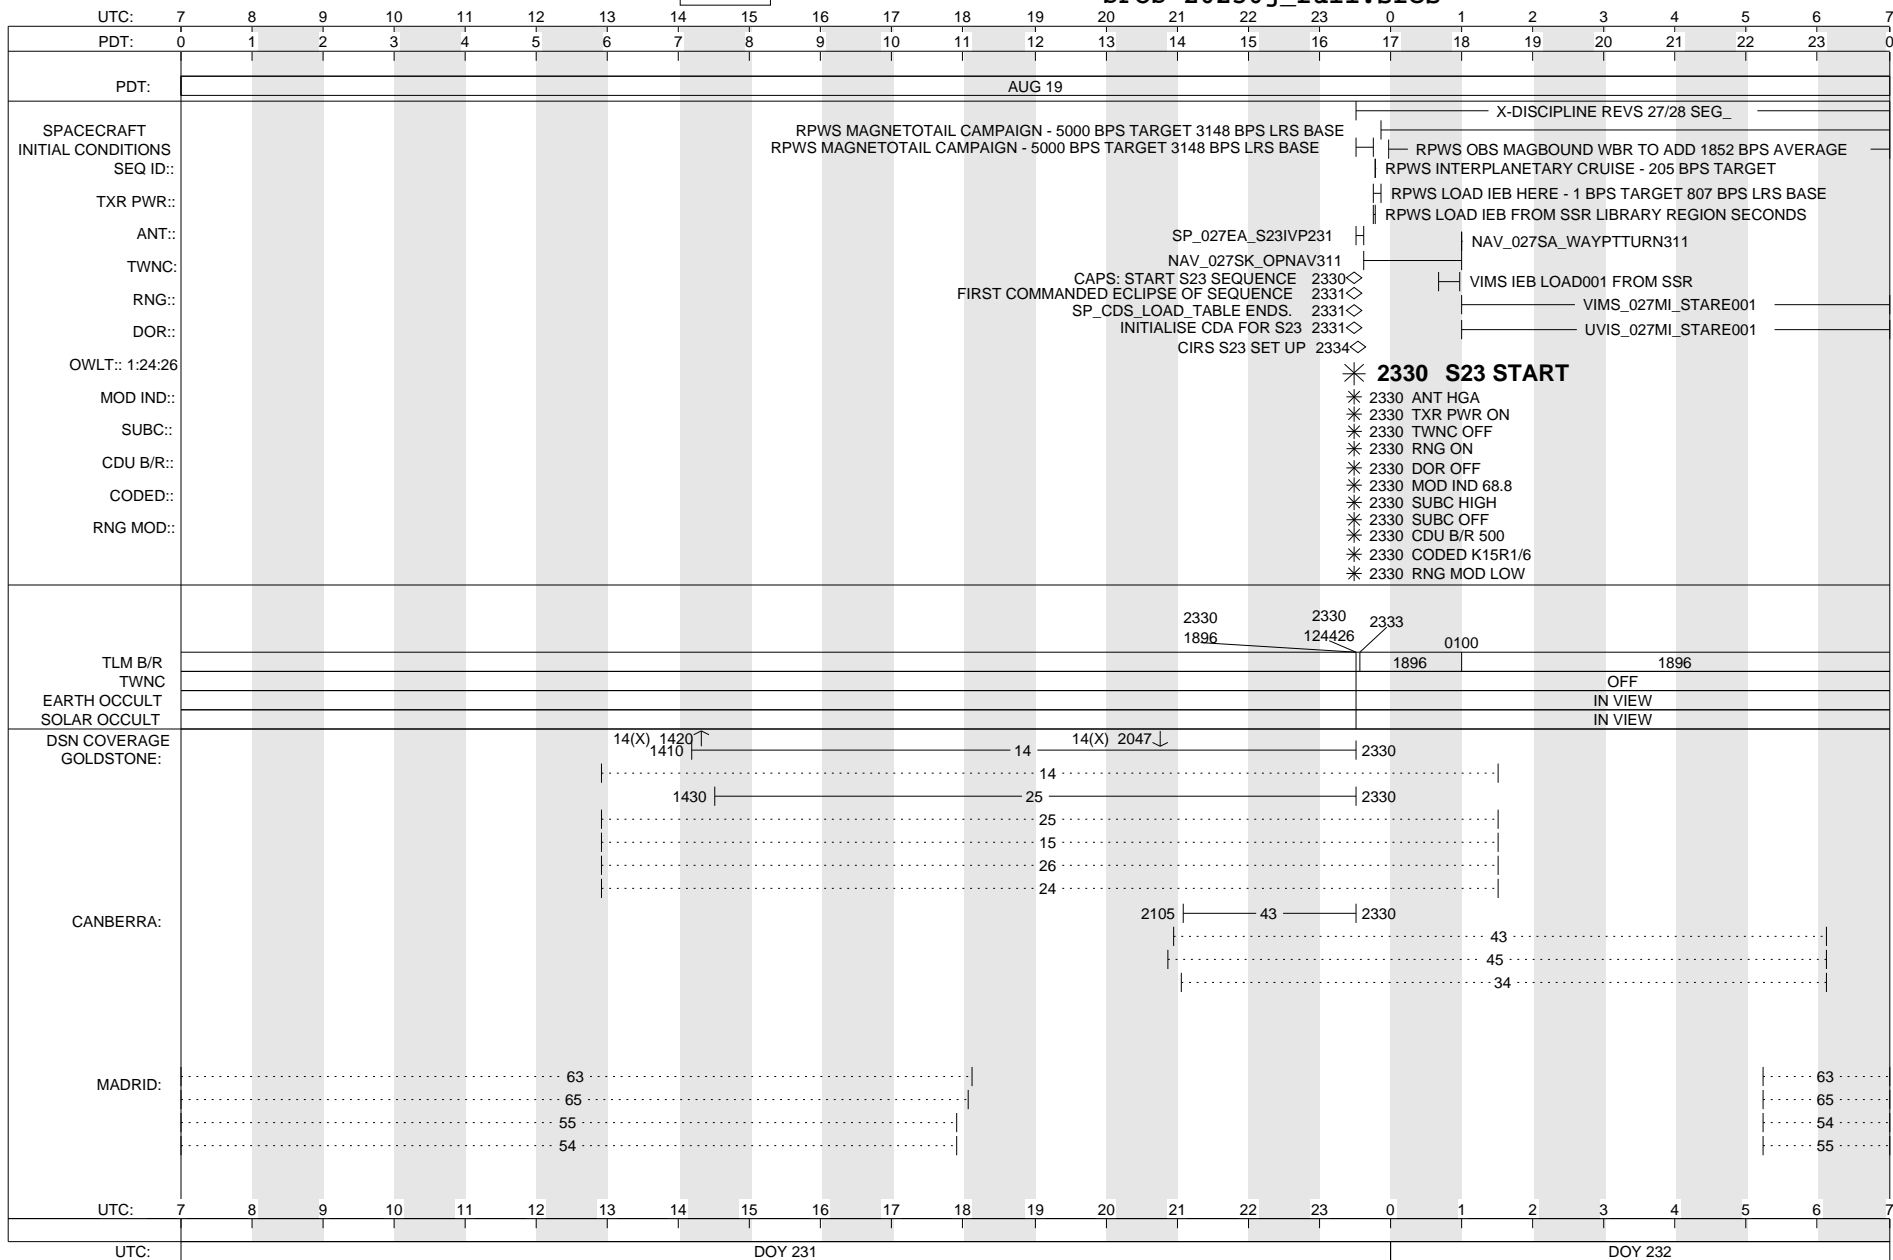 UTC: 7 8 9 10 11 12 13 14 15 16 17 18 19 20 21 22 23 0 1 2 3 4 5 6 7
PDT: 0 1 2 3 4 5 6 7 8 9 10 11 12 13 14 15 16 17 18 19 20 21 22 23 0
PDT: AUG 19
X-DISCIPLINE REVS 27/28 SEG_
SPACECRAFT
INITIAL CONDITIONS
RPWS MAGNETOTAIL CAMPAIGN - 5000 BPS TARGET 3148 BPS LRS BASE
RPWS MAGNETOTAIL CAMPAIGN - 5000 BPS TARGET 3148 BPS LRS BASE
RPWS OBS MAGBOUND WBR TO ADD 1852 BPS AVERAGE
SEQ ID::
RPWS INTERPLANETARY CRUISE - 205 BPS TARGET
RPWS LOAD IEB HERE - 1 BPS TARGET 807 BPS LRS BASE
TXR PWR::
RPWS LOAD IEB FROM SSR LIBRARY REGION SECONDS
ANT::
SP_027EA_S23IVP231
NAV_027SA_WAYPTTURN311
NAV_027SK_OPNAV311
TWNC:
CAPS: START S23 SEQUENCE 2330
VIMS IEB LOAD001 FROM SSR
FIRST COMMANDED ECLIPSE OF SEQUENCE 2331
RNG::
VIMS_027MI_STARE001
SP_CDS_LOAD_TABLE ENDS. 2331
INITIALISE CDA FOR S23 2331
DOR::
UVIS_027MI_STARE001
CIRS S23 SET UP 2334
OWLT:: 1:24:26
2330 S23 START
MOD IND::
2330 ANT HGA
2330 TXR PWR ON
SUBC::
2330 TWNC OFF
2330 RNG ON
CDU B/R::
2330 DOR OFF
2330 MOD IND 68.8
CODED::
2330 SUBC HIGH
2330 SUBC OFF
RNG MOD::
2330 CDU B/R 500
2330 CODED K15R1/6
2330 RNG MOD LOW
2330 2330 2333
1896 124426 0100
TLM B/R 1896 1896
TWNC OFF
EARTH OCCULT IN VIEW
SOLAR OCCULT IN VIEW
DSN COVERAGE 14(X) 1420 14(X) 2047
GOLDSTONE: 1410 14 2330
14
1430 25 2330
25
15
26
24
CANBERRA: 2105 43 2330
43
45
34
MADRID: 63 63
65 65
55 54
54 55
UTC: 7 8 9 10 11 12 13 14 15 16 17 18 19 20 21 22 23 0 1 2 3 4 5 6 7
UTC: DOY 231 DOY 232